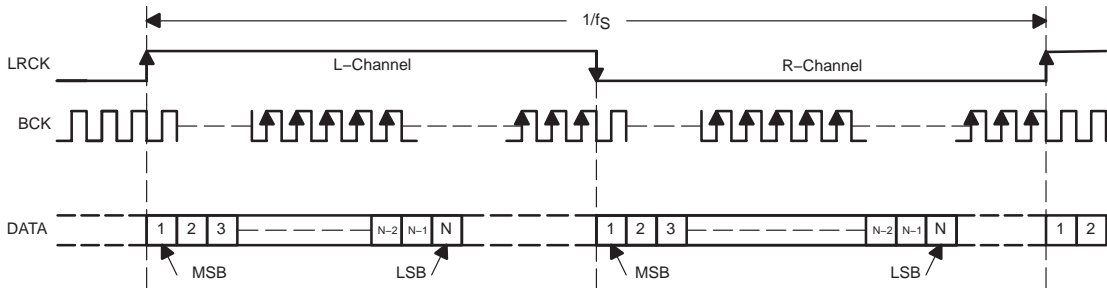 1/fS
LRCK
L–Channel
R–Channel
BCK
DATA
1 2 3 N–2 N–1 N 1 2 3 N–2 N–1 N 1 2
MSB LSB MSB LSB